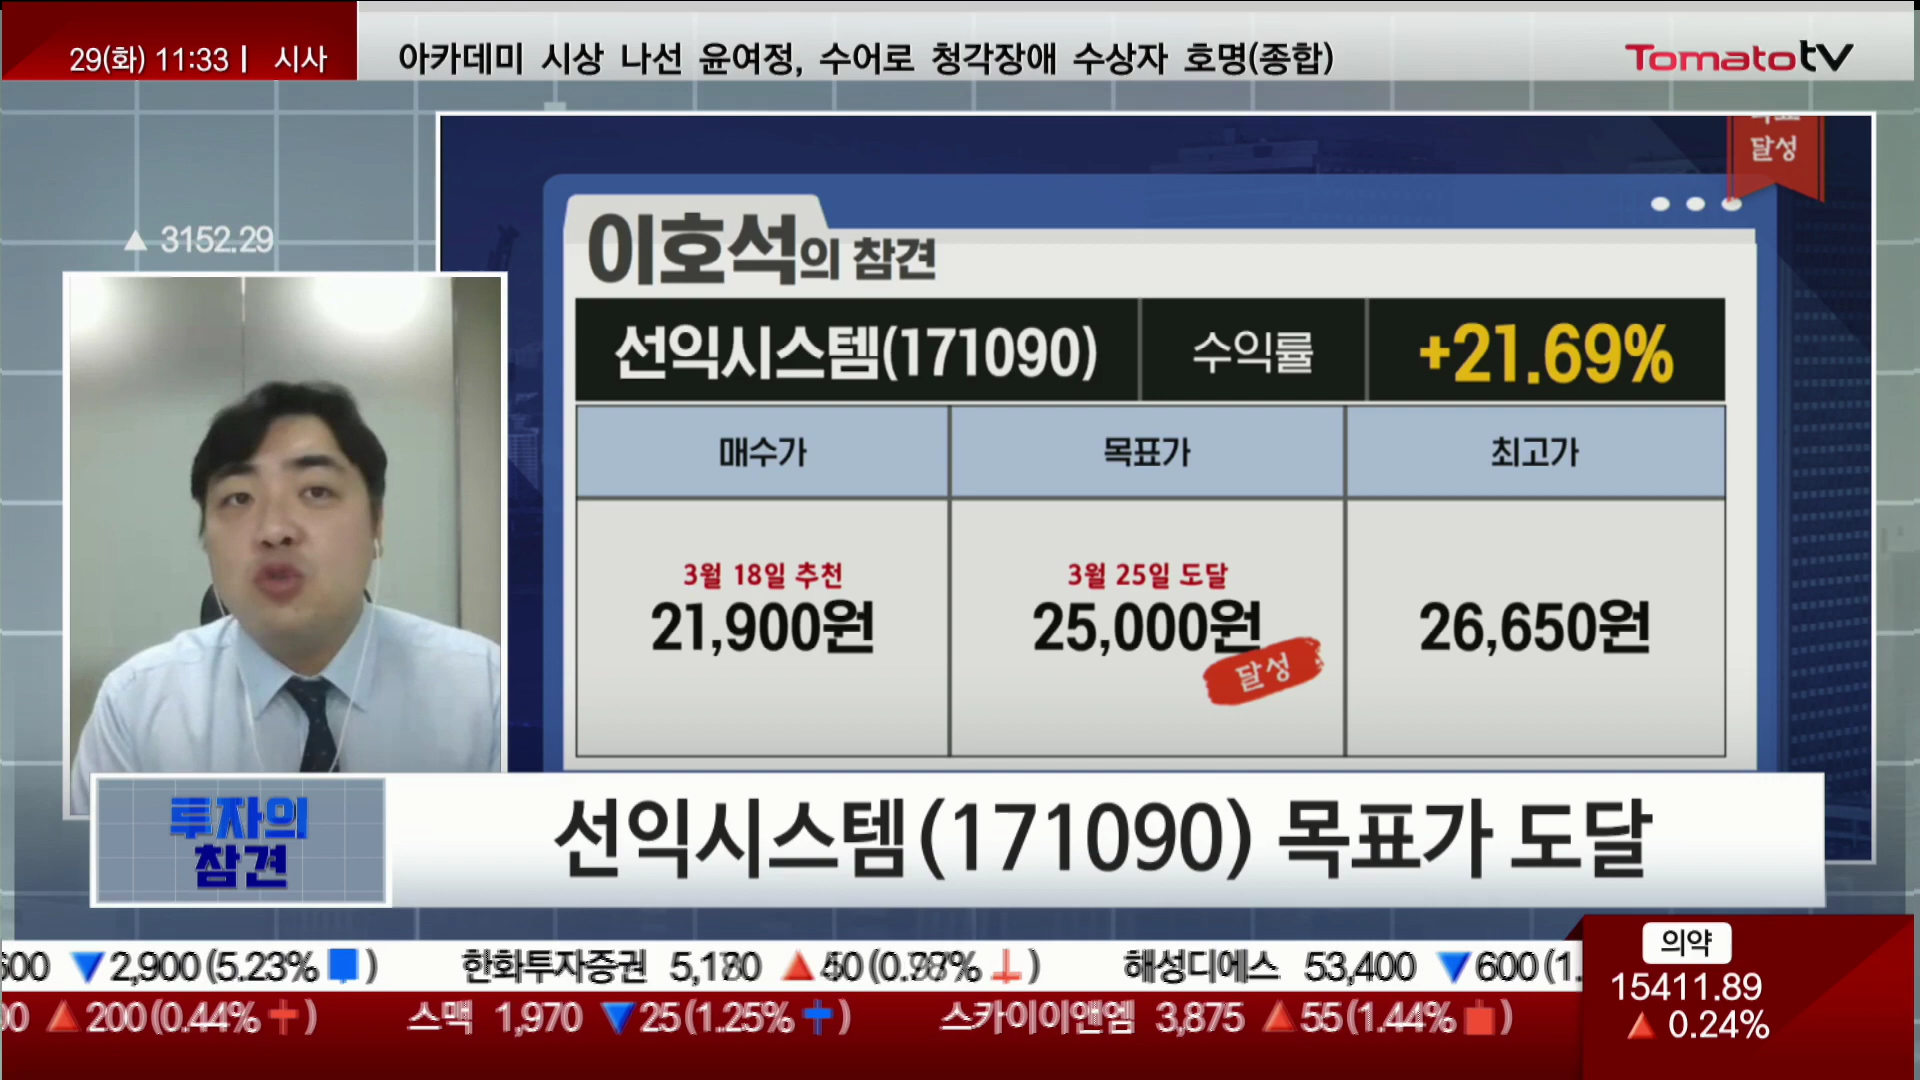 29(화) 11:33 | 시사
아카데미 시상 나선 윤여정, 수어로 청각장애 수상자 호명(종합)
Tomatotv
달성
▲ 3152.29
이호석의 참견
선익시스템(171090) 수익률 +21.69%
매수가 목표가 최고가
3월 18일 추천 3월 25일 도달
21,900원 25,000원 26,650원
달성
투자의
참견
선익시스템(171090) 목표가 도달
▼2,900(5.23% ) 한화투자증권 ▲ 해성디에스 53,400 ▼600(1.
▲200(0.44% ) 스맥 1,970 ▼25(1.25% ) 스카이이앤엠 3,875 ▲55(1.44% )
의약
15411.89
▲ 0.24%